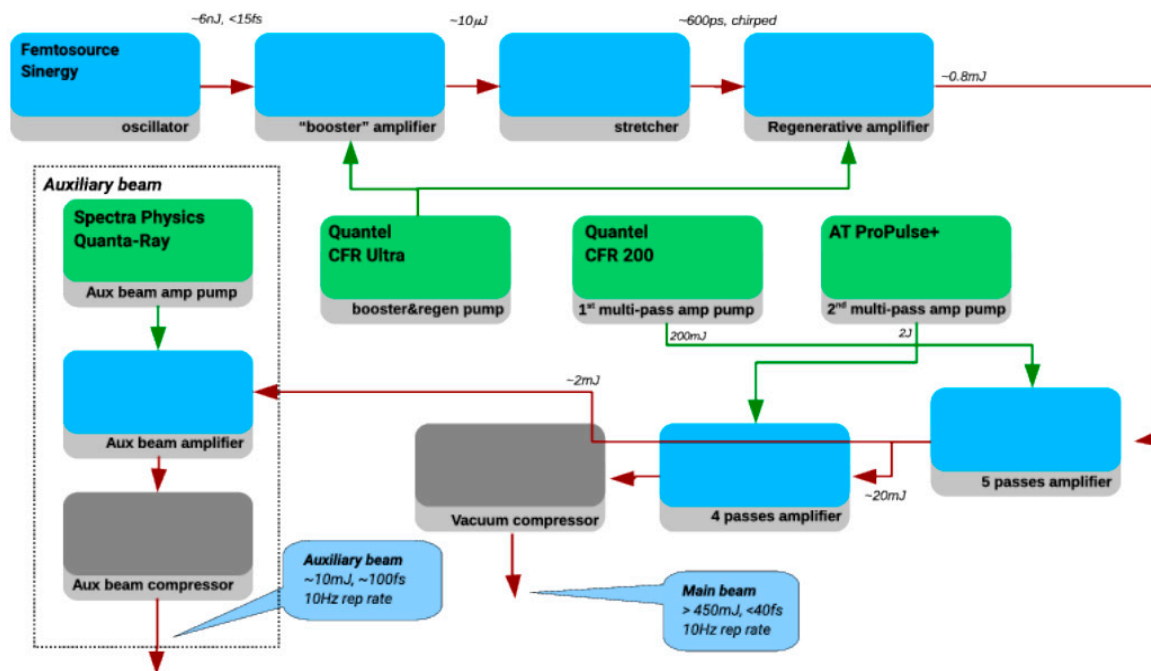 ~6nJ, <15fs
~10µJ
~600ps, chirped
Femtosource
Sinergy
~0.8mJ
oscillator
"booster" amplifier
stretcher
Regenerative amplifier
Auxiliary beam
Spectra Physics
Quanta-Ray
Quantel
CFR Ultra
Quantel
CFR 200
AT ProPulse+
Aux beam amp pump
booster&regen pump
1st multi-pass amp pump
2nd multi-pass amp pump
200mJ
2J
~2mJ
Aux beam amplifier
5 passes amplifier
~20mJ
Vacuum compressor
4 passes amplifier
Aux beam compressor
Auxiliary beam
~10mJ, ~100fs
10Hz rep rate
Main beam
> 450mJ, <40fs
10Hz rep rate